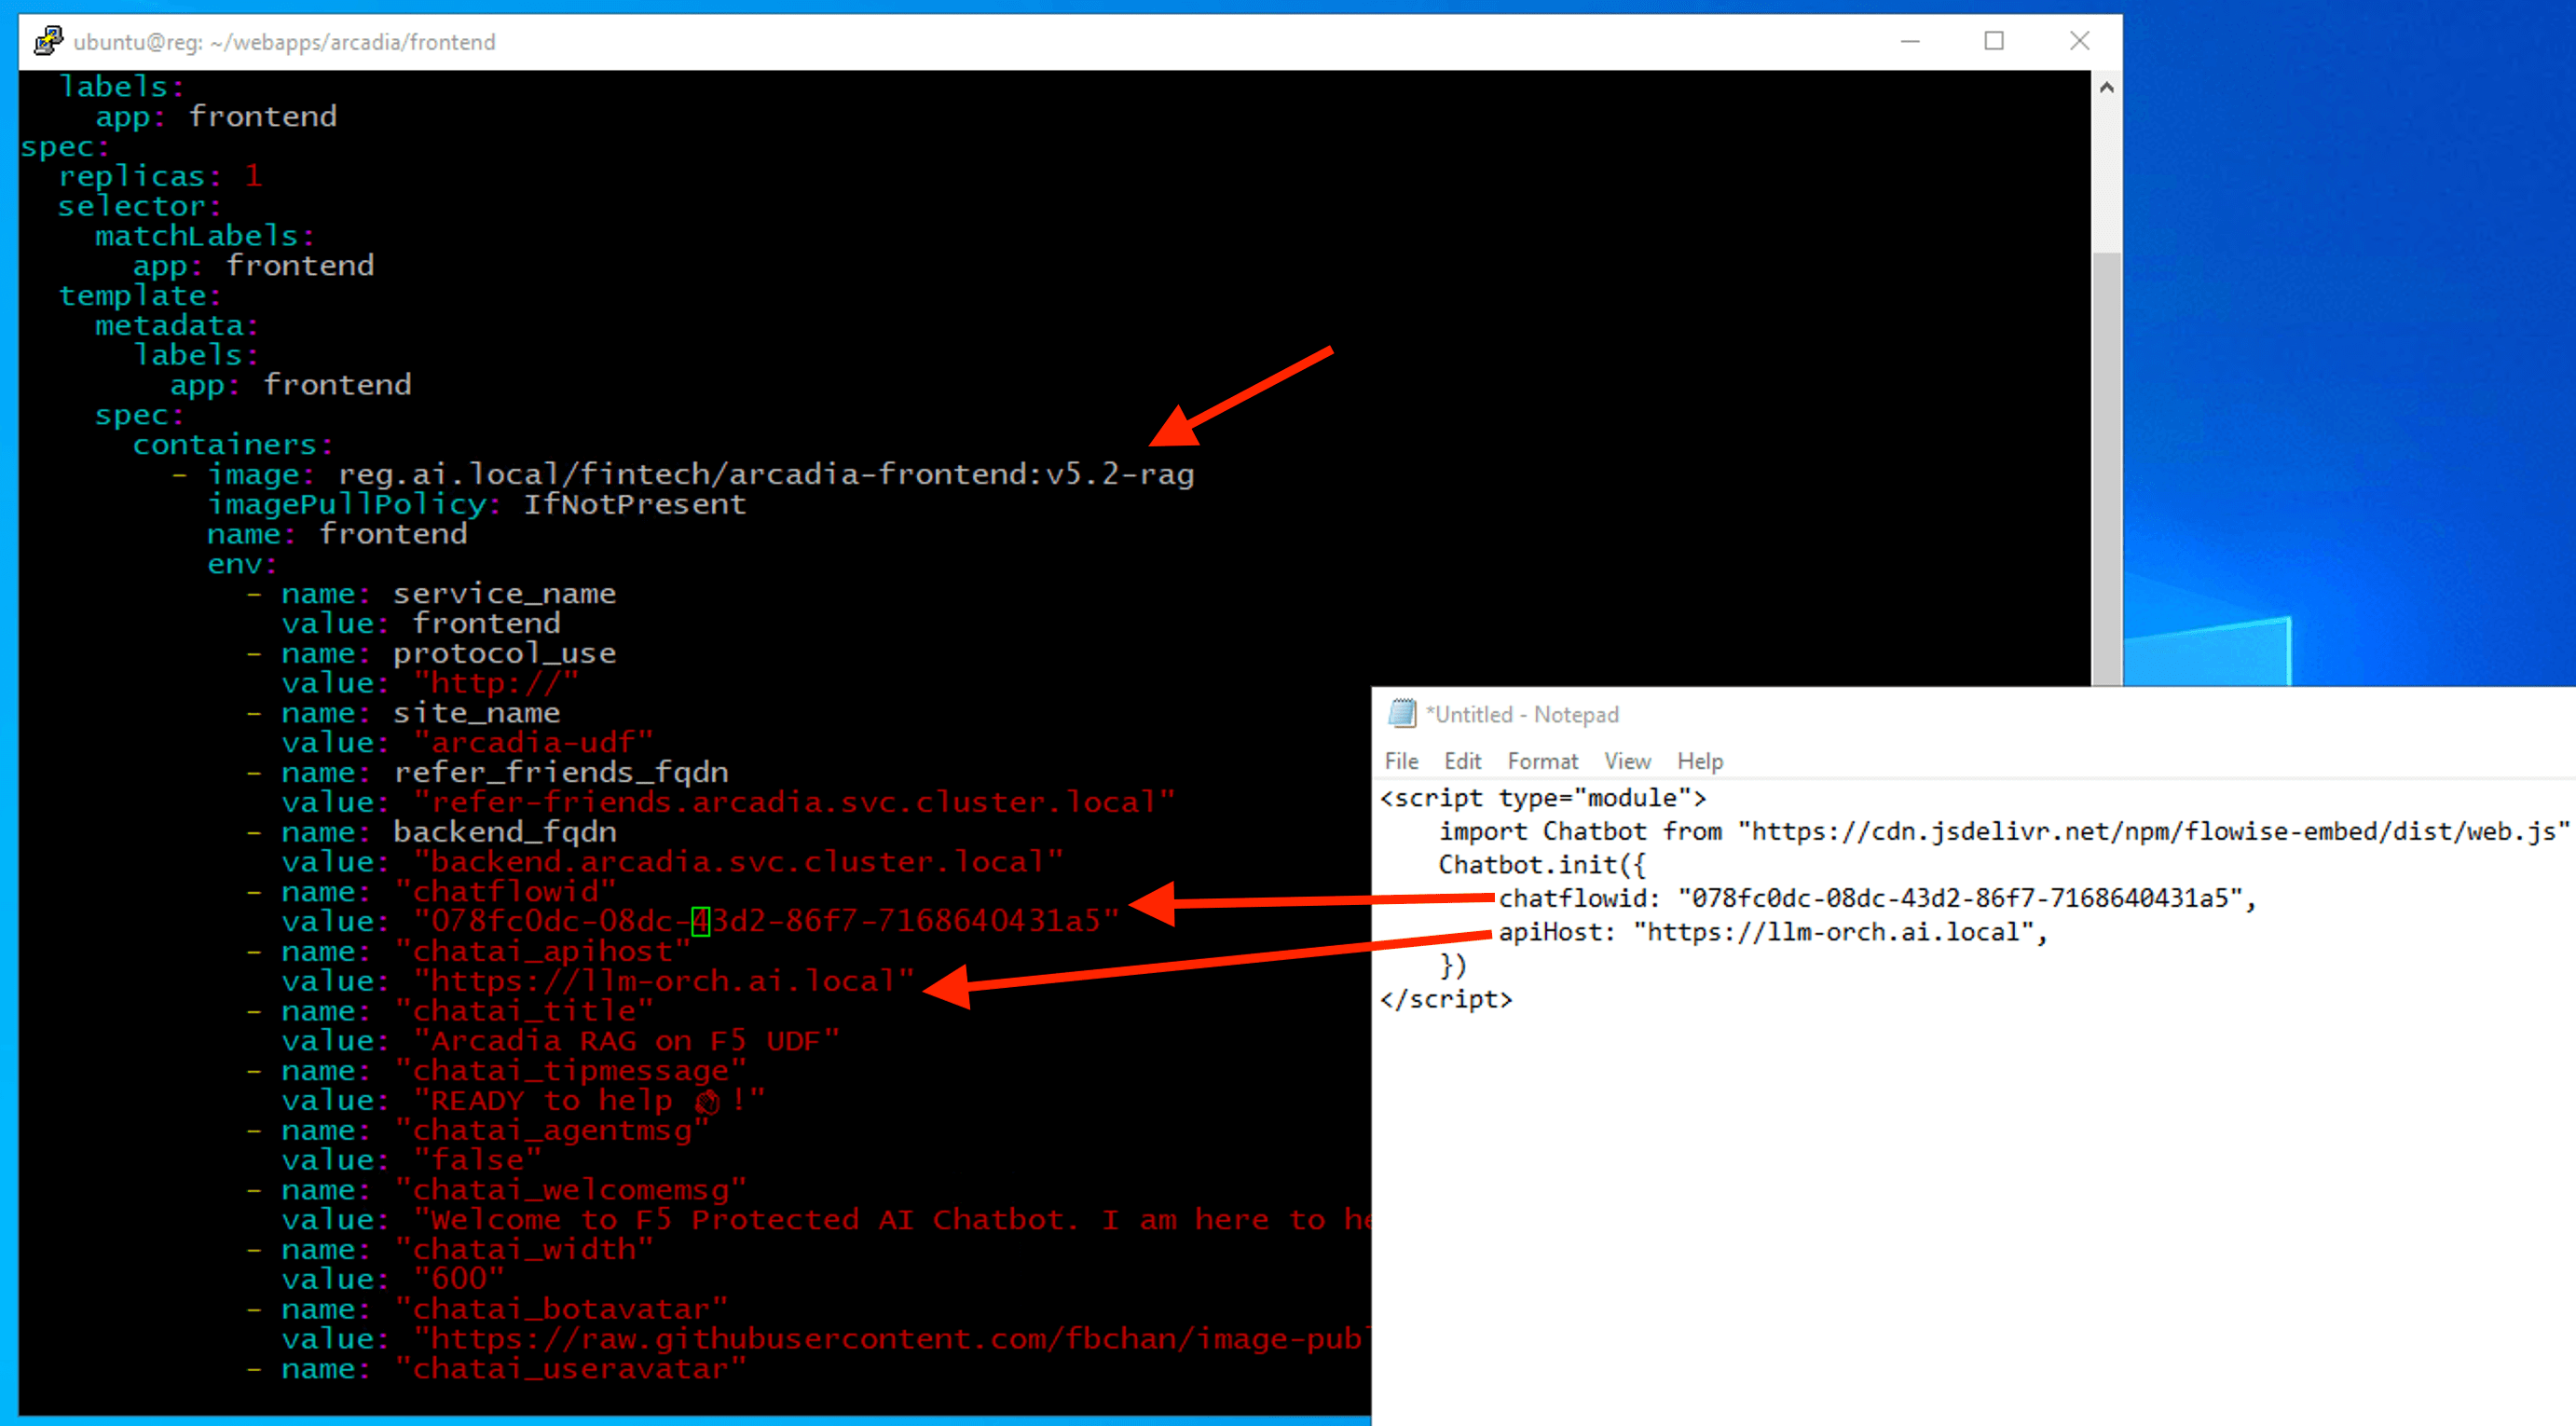 ubuntu@reg: ~/webapps/arcadia/frontend
labels:
app: frontend
spec:
replicas: 1
selector:
matchLabels:
app: frontend
template:
metadata:
labels:
app: frontend
spec:
containers:
- image: reg.ai.local/fintech/arcadia-frontend:v5.2-rag
imagePullPolicy: IfNotPresent
name: frontend
env:
- name: service_name
value: frontend
- name: protocol_use
value: "http://"
- name: site_name
value: "arcadia-udf"
- name: refer_friends_fqdn
value: "refer-friends.arcadia.svc.cluster.local"
- name: backend_fqdn
value: "backend.arcadia.svc.cluster.local"
- name: "chatflowid"
value: "078fc0dc-08dc-43d2-86f7-7168640431a5"
- name: "chatai_apihost"
value: "https://llm-orch.ai.local"
- name: "chatai_title"
value: "Arcadia RAG on F5 UDF"
- name: "chatai_tipmessage"
value: "READY to help 👋!"
- name: "chatai_agentmsg"
value: "false"
- name: "chatai_welcomemsg"
value: "Welcome to F5 Protected AI Chatbot. I am here to he
- name: "chatai_width"
value: "600"
- name: "chatai_botavatar"
value: "https://raw.githubusercontent.com/fbchan/image-publ
- name: "chatai_useravatar"
*Untitled - Notepad
File Edit Format View Help
<script type="module">
import Chatbot from "https://cdn.jsdelivr.net/npm/flowise-embed/dist/web.js"
Chatbot.init({
chatflowid: "078fc0dc-08dc-43d2-86f7-7168640431a5",
apiHost: "https://llm-orch.ai.local",
})
</script>